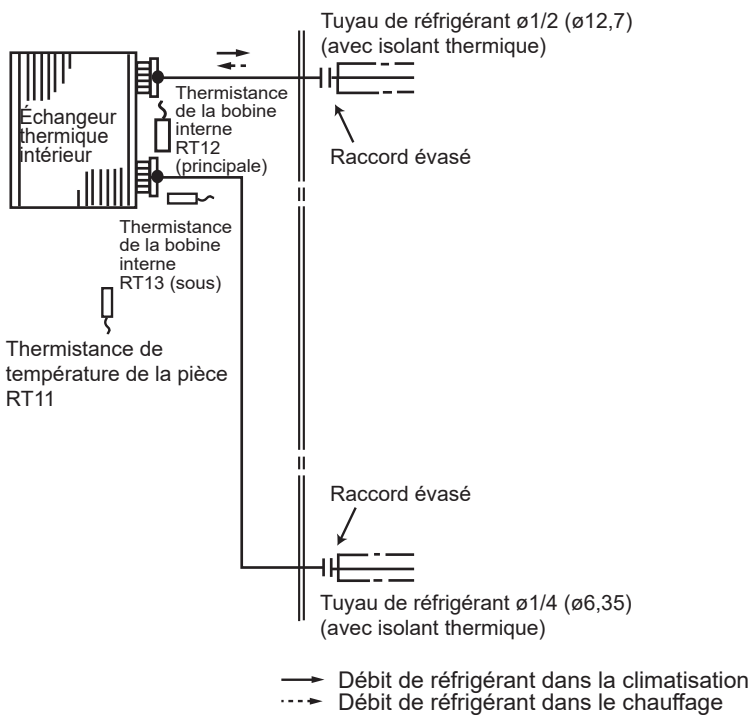 Tuyau de réfrigérant ø1/2 (ø12,7)
(avec isolant thermique)
Échangeur
thermique
intérieur
Thermistance
de la bobine
interne
RT12
(principale)
Raccord évasé
Thermistance
de la bobine
interne
RT13 (sous)
Thermistance de
température de la pièce
RT11
Raccord évasé
Tuyau de réfrigérant ø1/4 (ø6,35)
(avec isolant thermique)
Débit de réfrigérant dans la climatisation
Débit de réfrigérant dans le chauffage